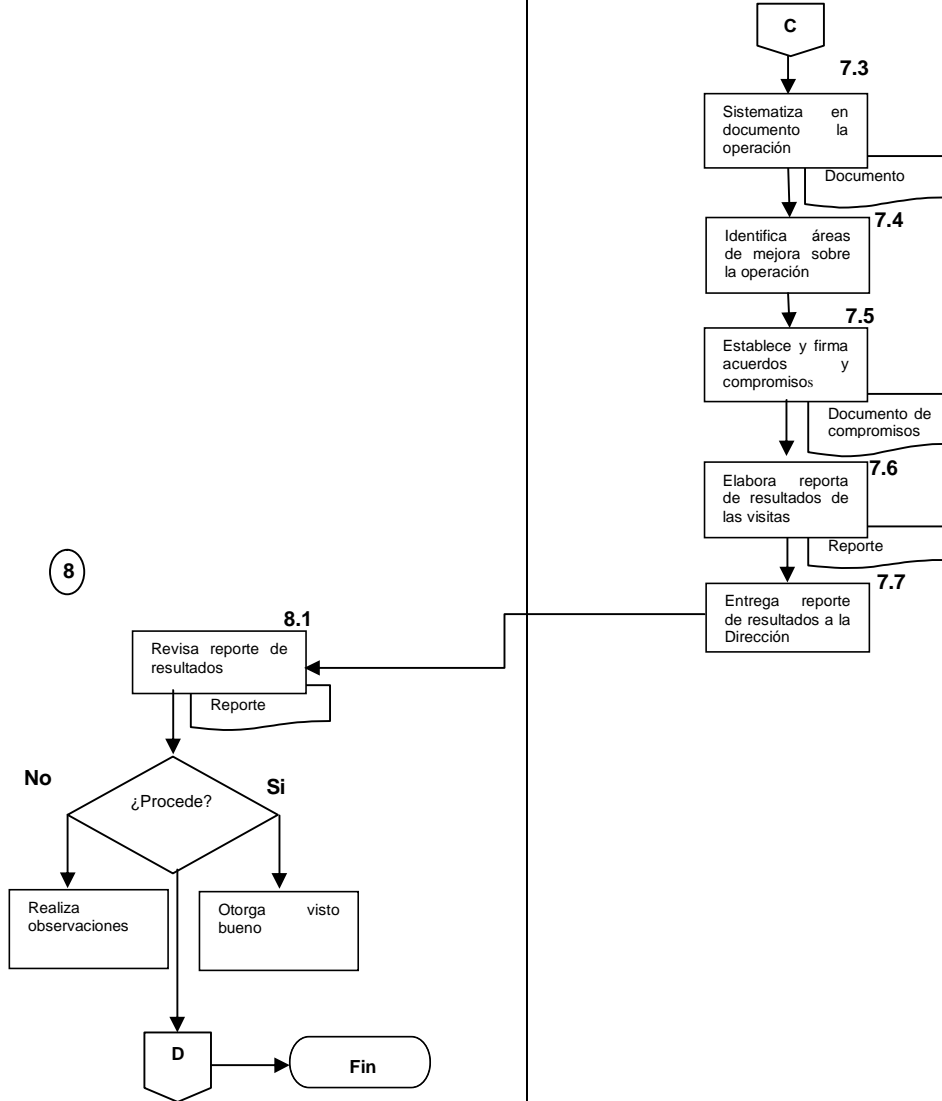 C
7.3
Sistematiza en
documento la
operación
Documento
7.4
Identifica áreas
de mejora sobre
la operación
7.5
Establece y firma
acuerdos y
compromisos
Documento de
compromisos
7.6
Elabora reporta
de resultados de
las visitas
Reporte
7.7
Entrega reporte
de resultados a la
Dirección
8
8.1
Revisa reporte de
resultados
Reporte
No
¿Procede?
Si
Realiza
observaciones
Otorga visto
bueno
D
Fin